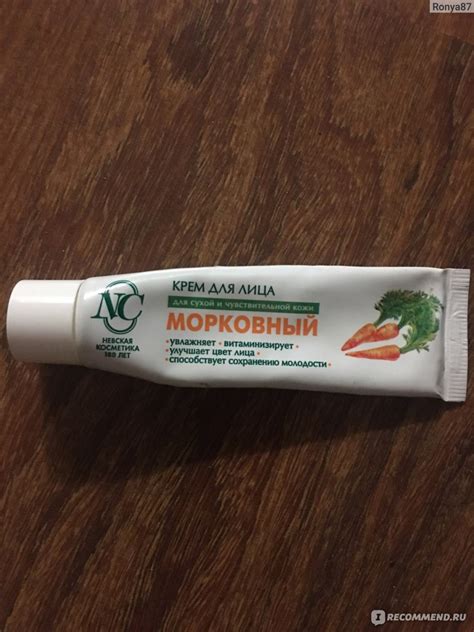 Ronya87
NC
НЕВСКАЯ
КОСМЕТИКА
180 ЛЕТ
КРЕМ ДЛЯ ЛИЦА
для сухой и чувствительной кожи
МОРКОВНЫЙ
•увлажняет •витаминизирует
•улучшает цвет лица
•способствует сохранению молодости
I RECOMMEND.RU